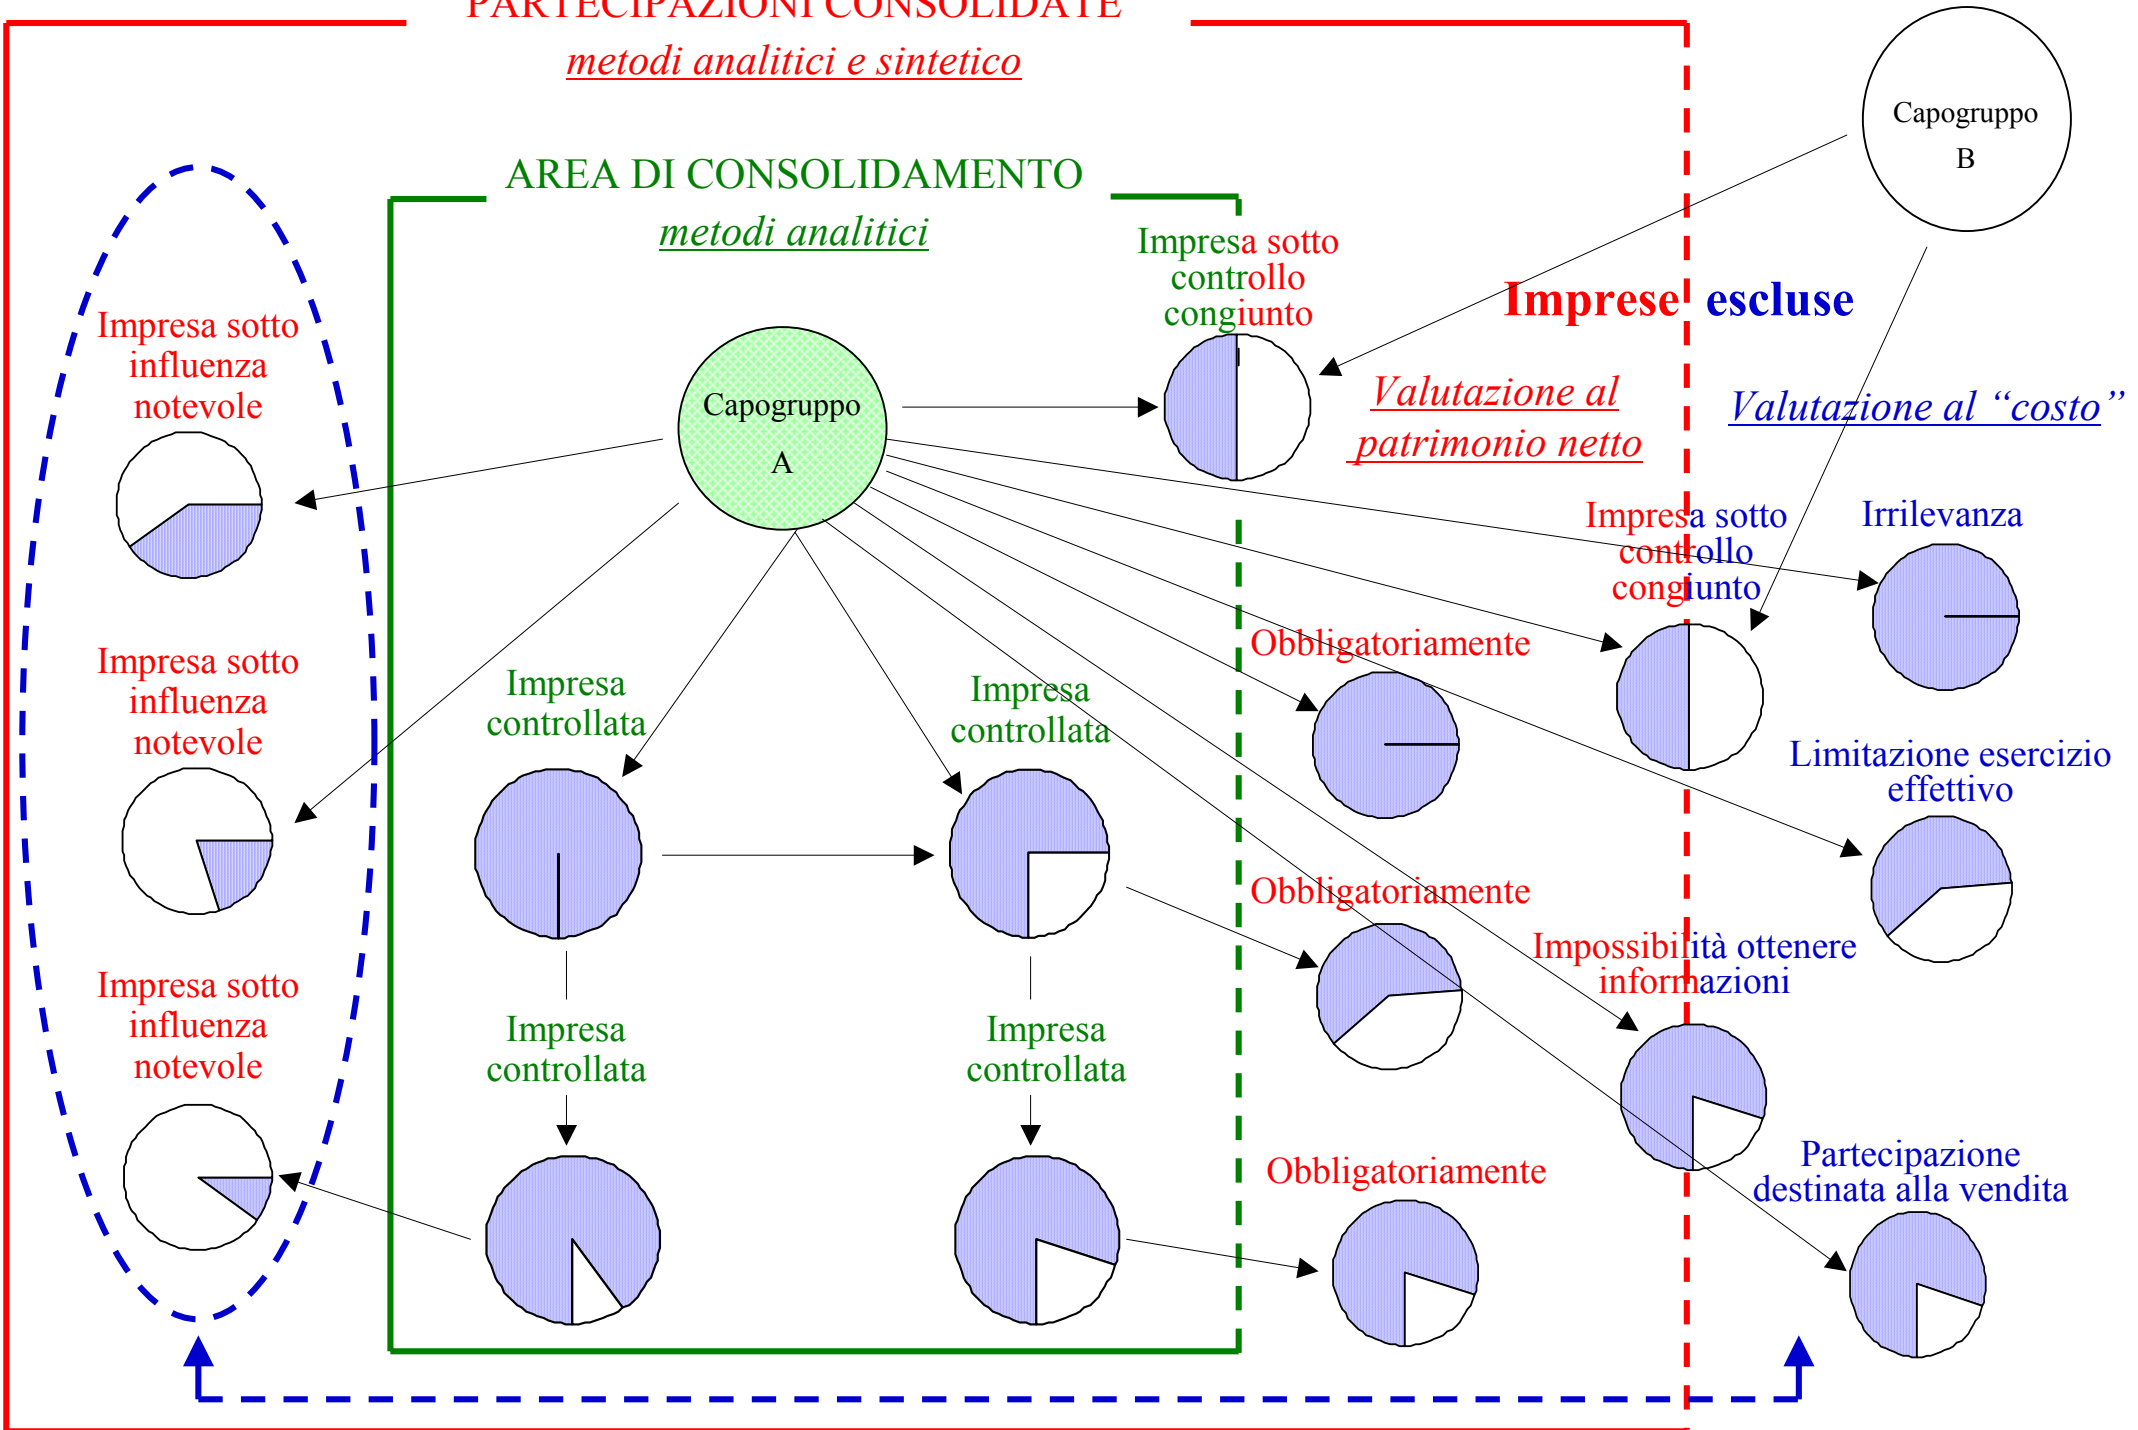 PARTECIPAZIONI CONSOLIDATE
metodi analitici e sintetico
Capogruppo
B
AREA DI CONSOLIDAMENTO
metodi analitici
Impresa sotto
controllo
congiunto
Imprese escluse
Impresa sotto
influenza
notevole
Capogruppo
A
Valutazione al
patrimonio netto
Valutazione al “costo”
Impresa sotto
controllo
congiunto
Irrilevanza
Obbligatoriamente
Impresa sotto
influenza
notevole
Impresa
controllata
Impresa
controllata
Limitazione esercizio
effettivo
Obbligatoriamente
Impossibilità ottenere
informazioni
Impresa sotto
influenza
notevole
Impresa
controllata
Impresa
controllata
Obbligatoriamente
Partecipazione
destinata alla vendita